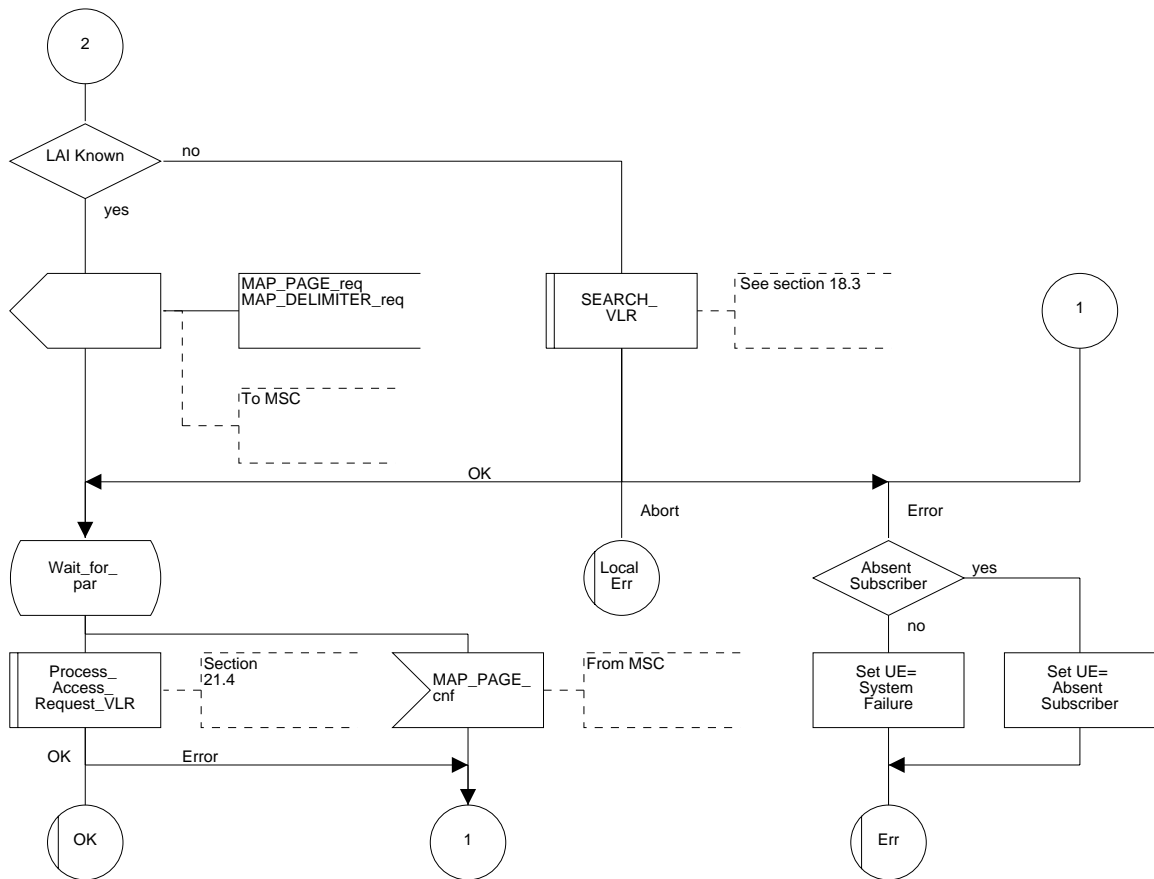 2
LAI Known
no
yes
MAP_PAGE_req
MAP_DELIMITER_req
SEARCH_
VLR
See section 18.3
1
To MSC
OK
Abort
Error
Wait_for_
par
Local
Err
Absent
Subscriber
yes
no
Process_
Access_
Request_VLR
Section
21.4
MAP_PAGE_
cnf
From MSC
Set UE=
System
Failure
Set UE=
Absent
Subscriber
OK
Error
OK
1
Err